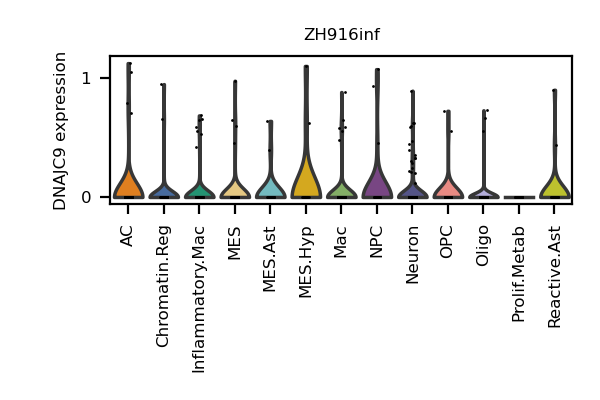 ZH916inf
DNAJC9 expression
1
0
AC
Chromatin.Reg
Inflammatory.Mac
MES
MES.Ast
MES.Hyp
Mac
NPC
Neuron
OPC
Oligo
Prolif.Metab
Reactive.Ast